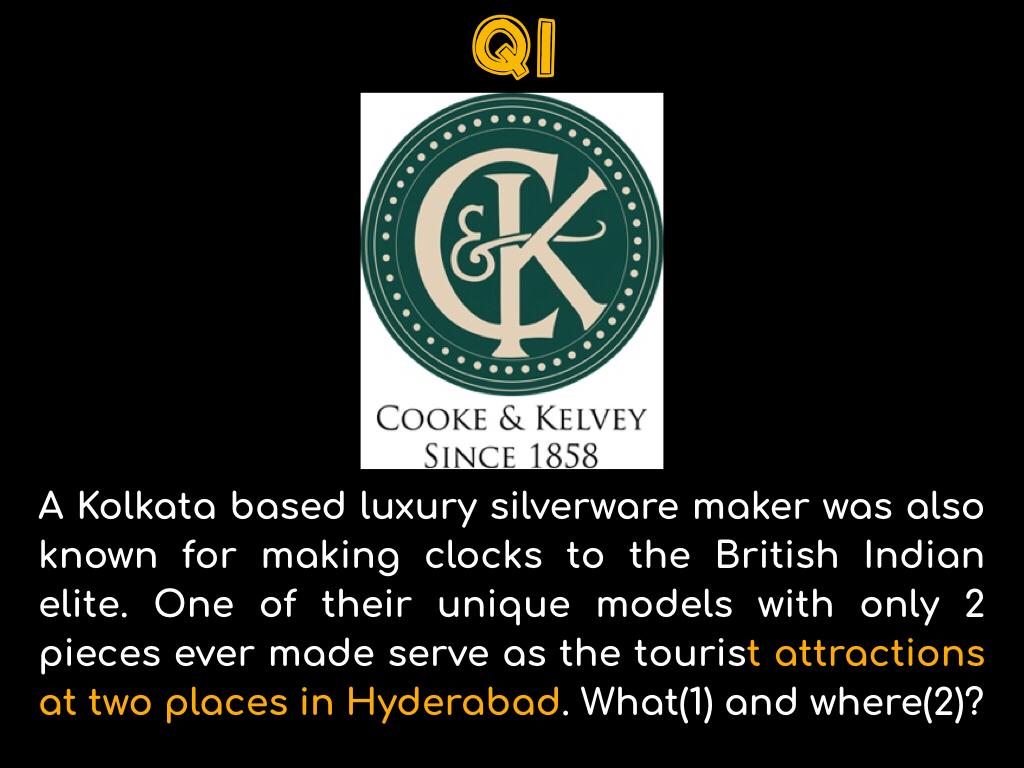 Q1
C&K
COOKE & KELVEY
SINCE 1858
A Kolkata based luxury silverware maker was also
known for making clocks to the British Indian
elite. One of their unique models with only 2
pieces ever made serve as the tourist attractions
at two places in Hyderabad. What(1) and where(2)?